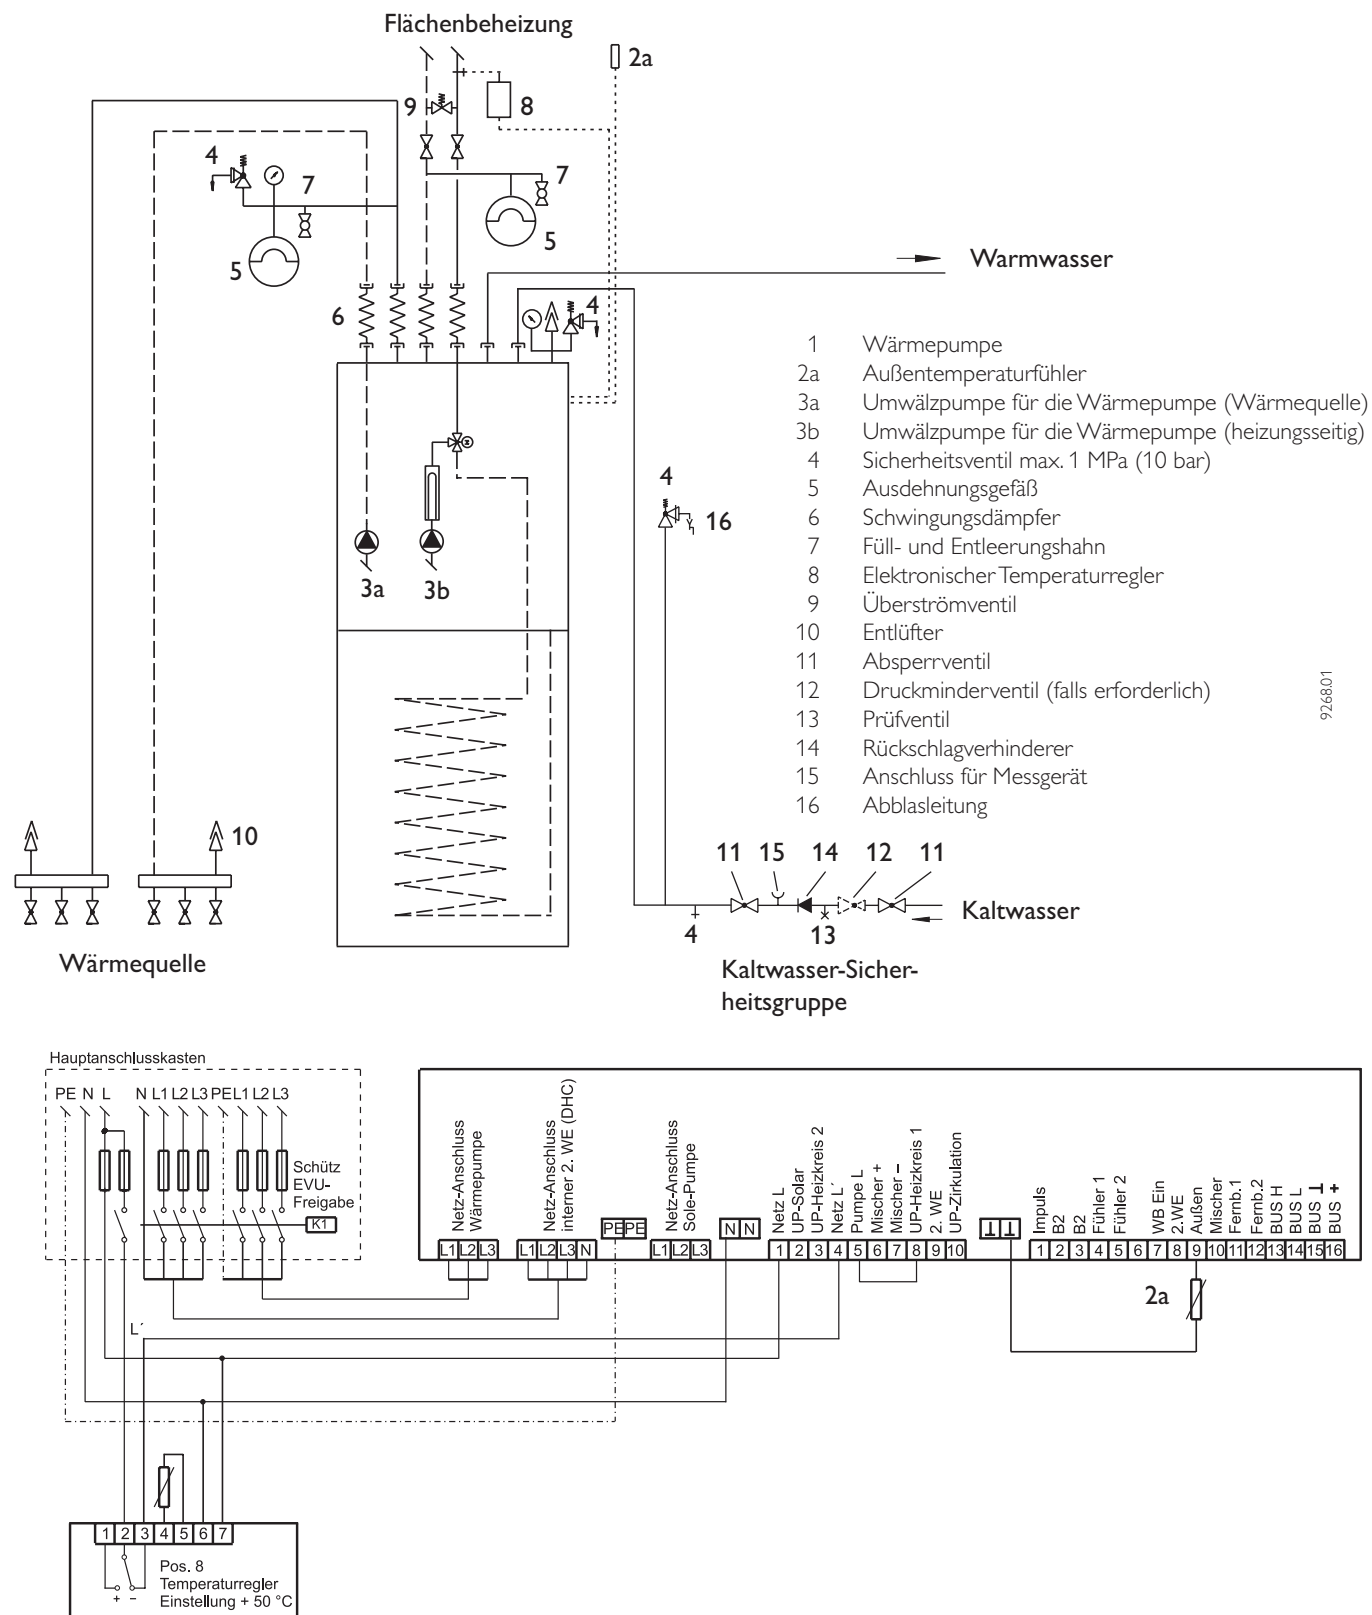 Flächenbeheizung
2a
9
8
4
7
7
5
5
Warmwasser
6
4
1 Wärmepumpe
2a Außentemperaturfühler
3a Umwälzpumpe für die Wärmepumpe (Wärmequelle)
3b Umwälzpumpe für die Wärmepumpe (heizungsseitig)
4 Sicherheitsventil max. 1 MPa (10 bar)
5 Ausdehnungsgefäß
6 Schwingungsdämpfer
7 Füll- und Entleerungshahn
8 Elektronischer Temperaturregler
9 Überströmventil
10 Entlüfter
11 Absperrventil
12 Druckminderventil (falls erforderlich)
13 Prüfventil
14 Rückschlagverhinderer
15 Anschluss für Messgerät
16 Abblasleitung
9268.01
4
16
3a
3b
10
11 15 14 12 11
Kaltwasser
4
13
Wärmequelle
Kaltwasser-Sicher-
heitsgruppe
Hauptanschlusskasten
PE N L N L1 L2 L3 PE L1 L2 L3
Schütz
EVU-
Freigabe
K1
Netz-Anschluss
Wärmepumpe
L1 L2 L3
Netz-Anschluss
interner 2. WE (DHC)
L1 L2 L3 N
PE PE
Netz-Anschluss
Sole-Pumpe
L1 L2 L3
N N
Netz L
UP-Solar
UP-Heizkreis 2
Netz L´
Pumpe L
Mischer +
Mischer –
UP-Heizkreis 1
2. WE
UP-Zirkulation
1 2 3 4 5 6 7 8 9 10
Impuls
B2
B2
Fühler 1
Fühler 2
WB Ein
2.WE
Außen
Mischer
Fernb.1
Fernb.2
BUS H
BUS L
BUS ⊥
BUS +
1 2 3 4 5 6 7 8 9 10 11 12 13 14 15 16
2a
L´
1 2 3 4 5 6 7
+ –
Pos. 8
Temperaturregler
Einstellung + 50 °C